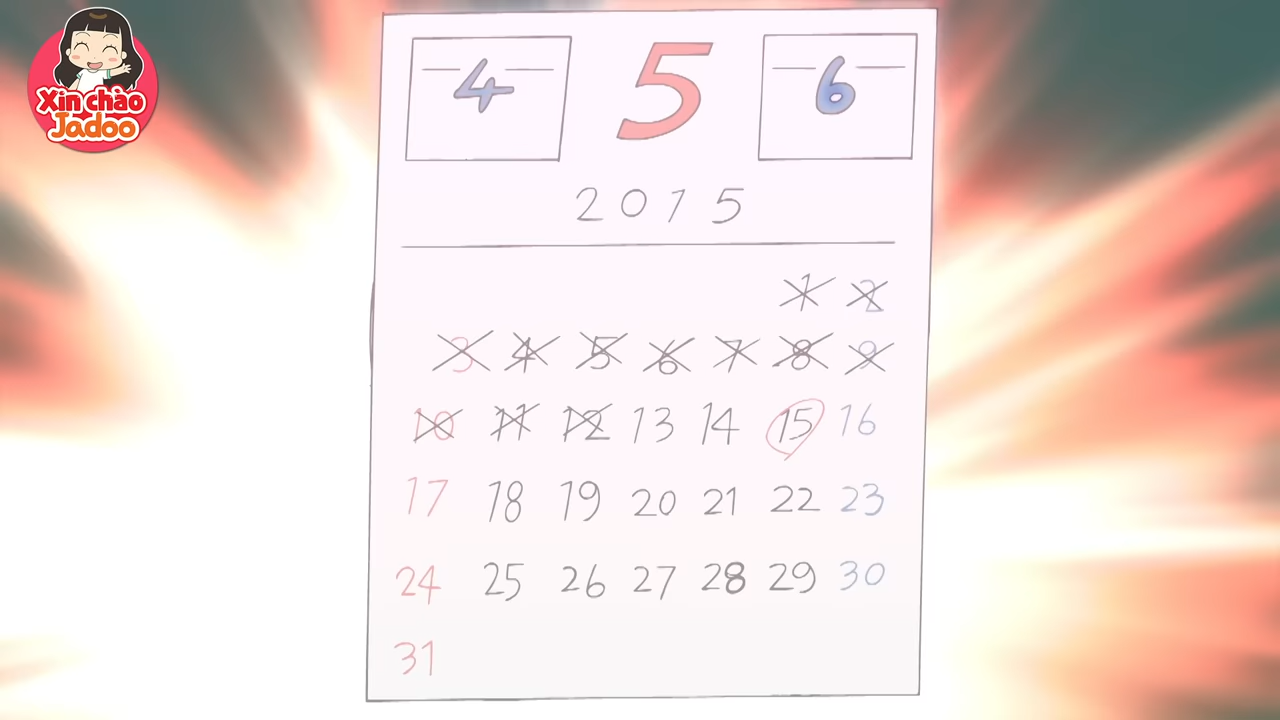 Xin chào
Jadoo
4 5 6
2015
1 2
3 4 5 6 7 8 9
10 11 12 13 14 15 16
17 18 19 20 21 22 23
24 25 26 27 28 29 30
31